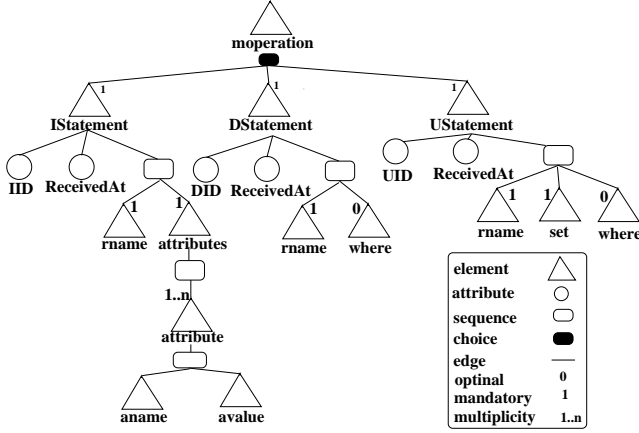 moperation
1 1 1
IStatement DStatement UStatement
IID ReceivedAt DID ReceivedAt UID ReceivedAt
1 1 1 0 1 1 0
rname attributes rname where rname set where
1..n
attribute
aname avalue
element
attribute
sequence
choice
edge
optinal 0
mandatory 1
multiplicity 1..n